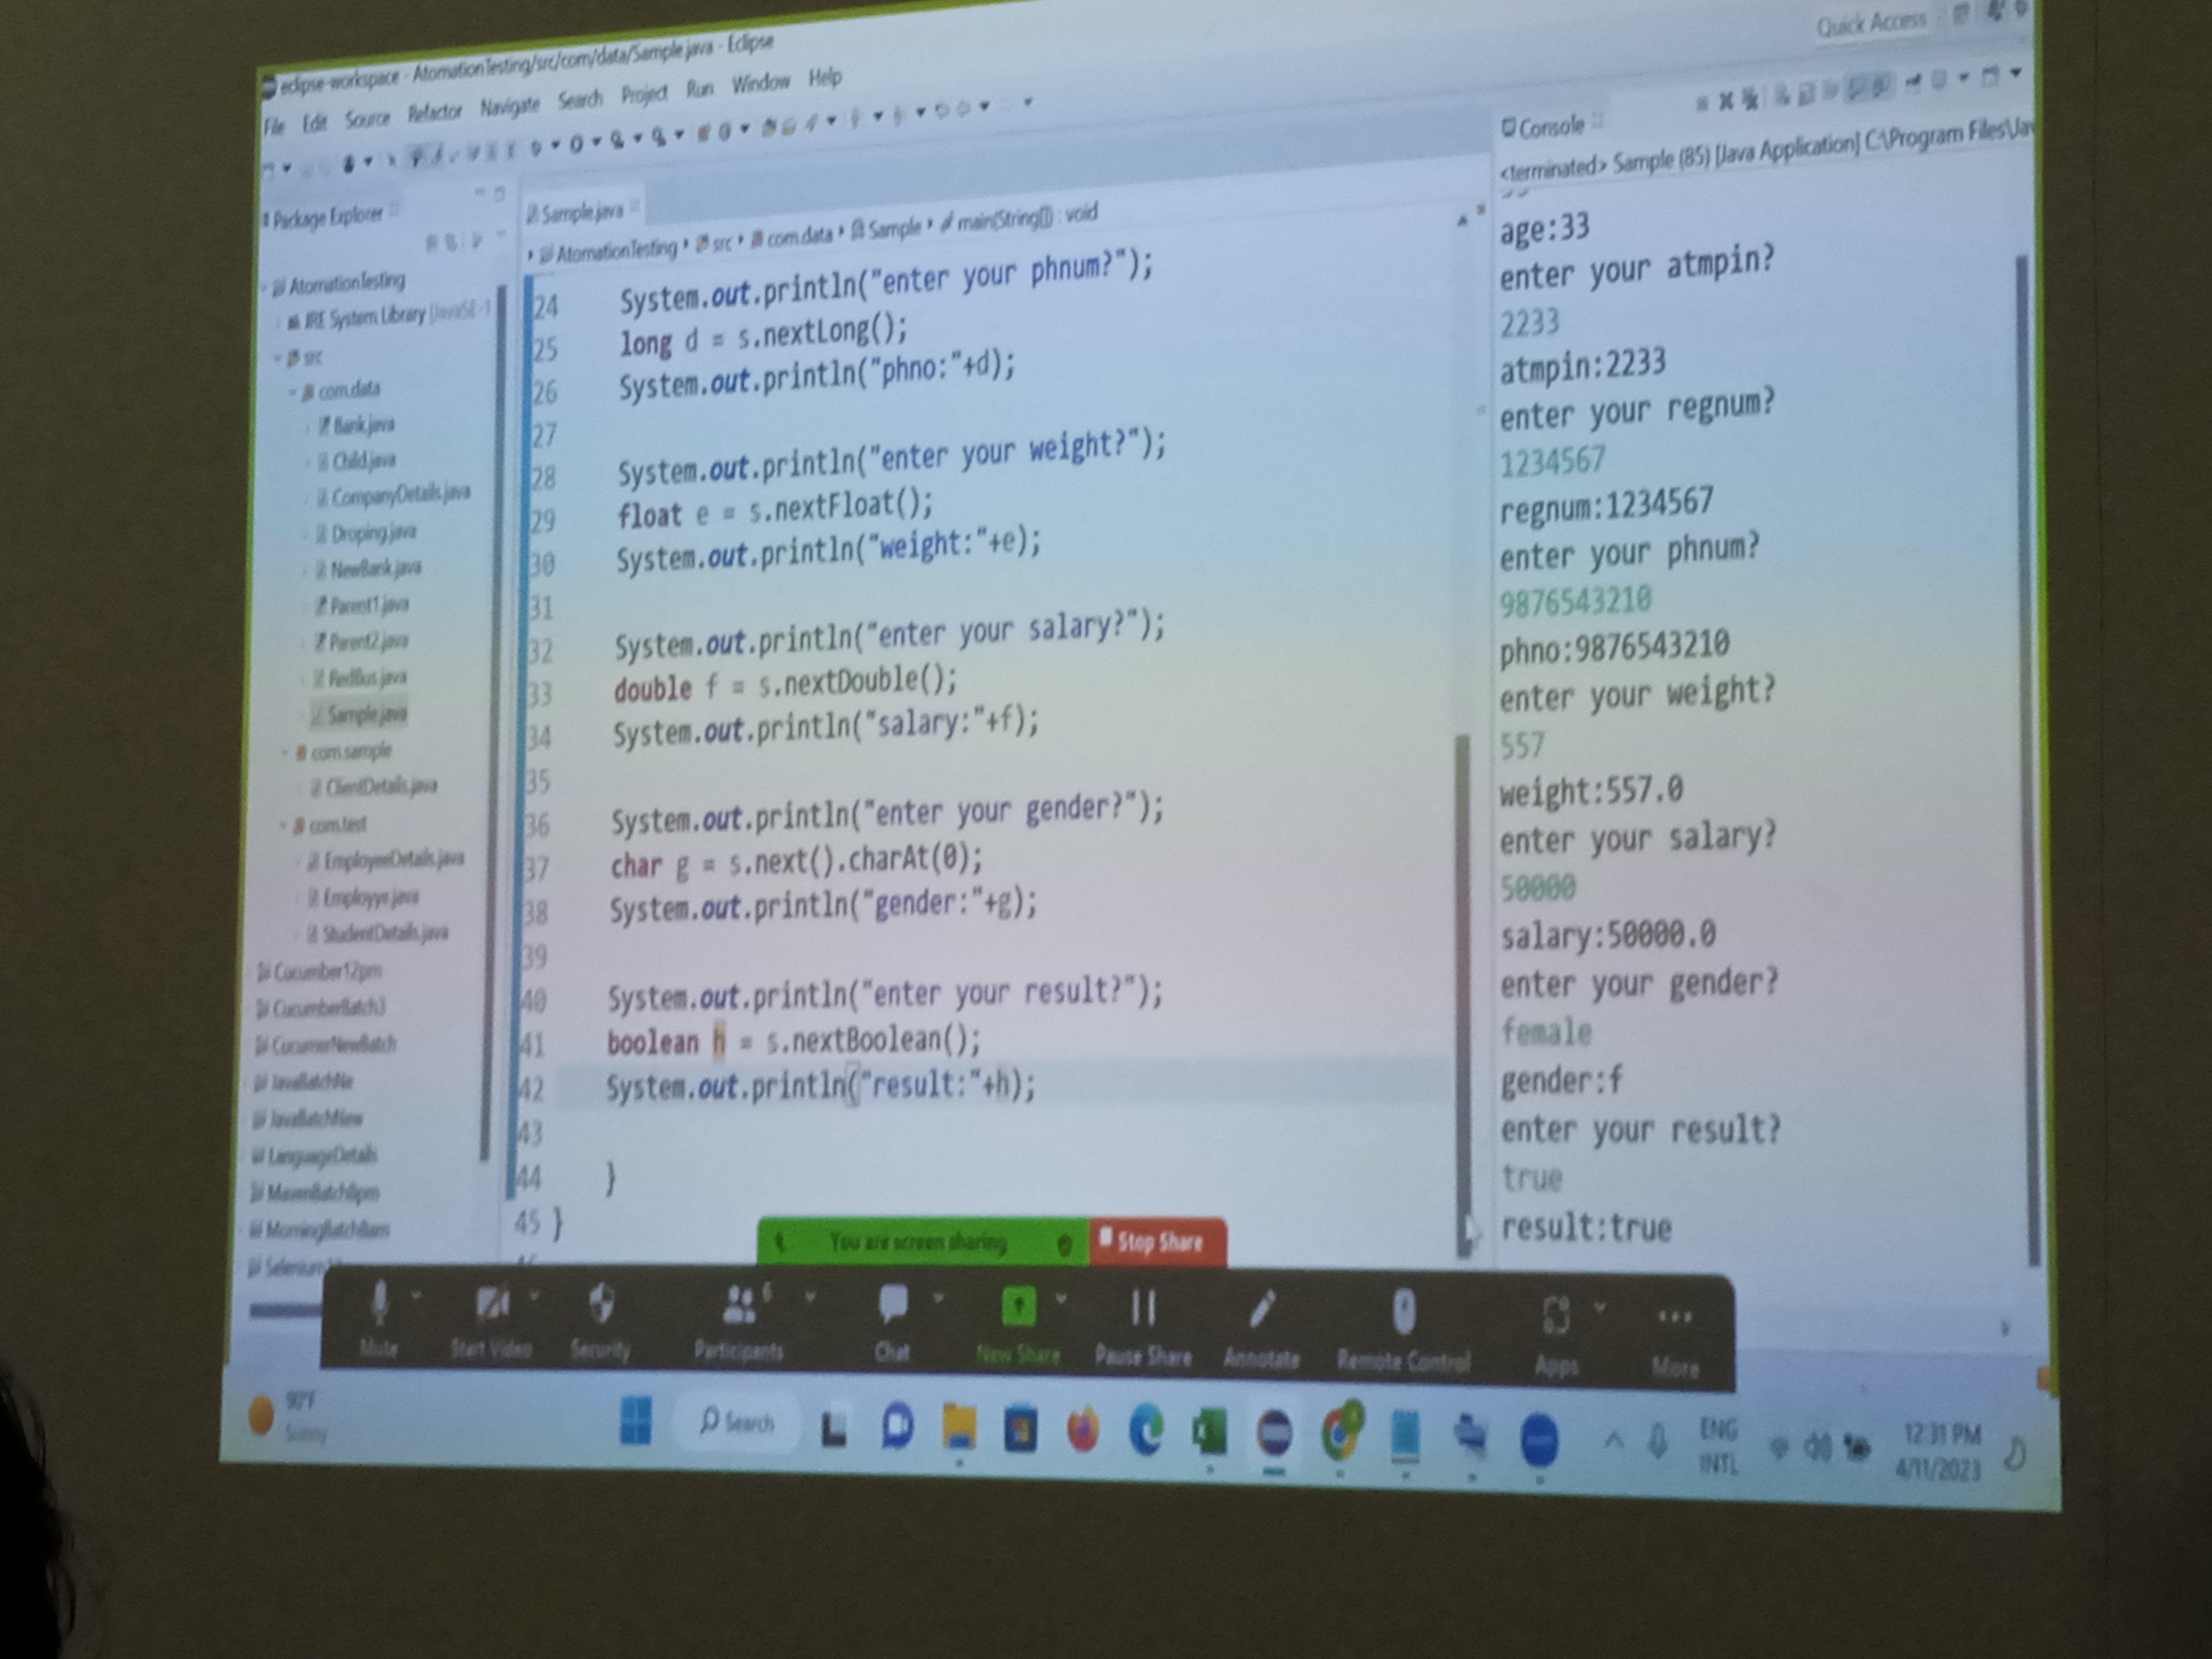 eclipse-workspace - AtomationTesting/src/com/data/Sample.java - Eclipse
File Edit Source Refactor Navigate Search Project Run Window Help
Quick Access
Package Explorer
AtomationTesting
JRE System Library [JavaSE-1
src
com.data
Bank.java
Child.java
CompanyDetails.java
Droping.java
NewBank.java
Parent1.java
Parent2.java
RedBus.java
Sample.java
com.sample
ClientDetails.java
com.test
EmployeeDetails.java
Employye.java
StudentDetails.java
Cucumber12pm
CucumberBatch3
CucumerNewBatch
JavaBatchNe
JavaBatchNew
LanguageDetails
MavenBatch8pm
MorningBatch8am
Sample.java
AtomationTesting src com.data Sample main(String[]) : void
24 System.out.println("enter your phnum?");
25 long d = s.nextLong();
26 System.out.println("phno:"+d);
27
28 System.out.println("enter your weight?");
29 float e = s.nextFloat();
30 System.out.println("weight:"+e);
31
32 System.out.println("enter your salary?");
33 double f = s.nextDouble();
34 System.out.println("salary:"+f);
35
36 System.out.println("enter your gender?");
37 char g = s.next().charAt(0);
38 System.out.println("gender:"+g);
39
40 System.out.println("enter your result?");
41 boolean h = s.nextBoolean();
42 System.out.println("result:"+h);
43
44 }
45 }
Console
<terminated> Sample (85) [Java Application] C:\Program Files\Jav
age:33
enter your atmpin?
2233
atmpin:2233
enter your regnum?
1234567
regnum:1234567
enter your phnum?
9876543210
phno:9876543210
enter your weight?
557
weight:557.0
enter your salary?
50000
salary:50000.0
enter your gender?
female
gender:f
enter your result?
true
result:true
You are screen sharing Stop Share
6
Mute Start Video Security Participants Chat New Share Pause Share Annotate Remote Control Apps More
90°F
Sunny
Search
ENG
INTL
12:31 PM
4/11/2023